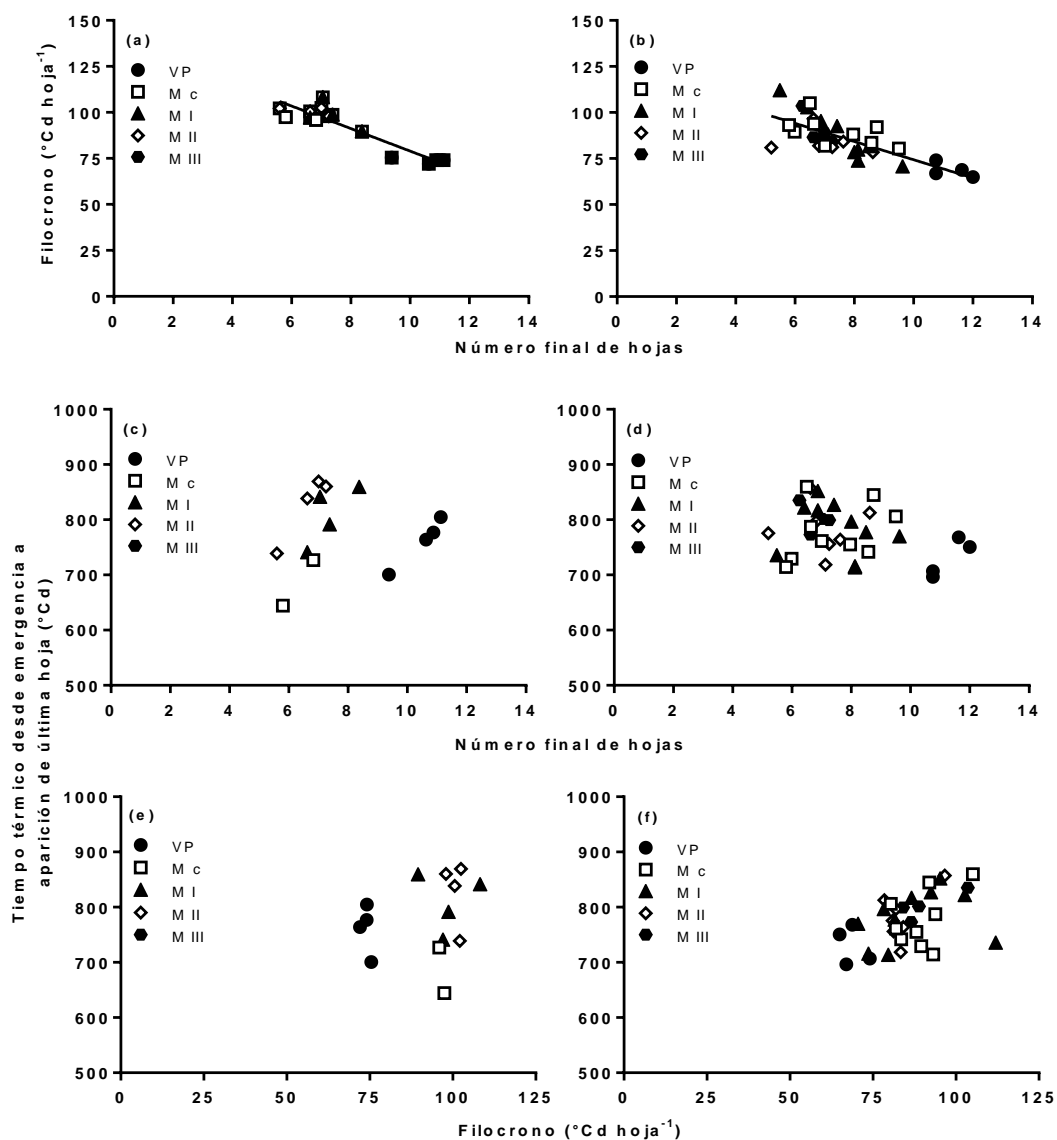 Filocrono (°Cd hoja⁻¹)
150
125
100
75
50
25
0
(a)
VP
Mc
MI
MII
MIII
0 2 4 6 8 10 12 14
150
125
100
75
50
25
0
(b)
VP
Mc
MI
MII
MIII
0 2 4 6 8 10 12 14
Número final de hojas
Tiempo térmico desde emergencia a
aparición de última hoja (°Cd)
1000
900
800
700
600
500
(c)
VP
Mc
MI
MII
MIII
0 2 4 6 8 10 12 14
1000
900
800
700
600
500
(d)
VP
Mc
MI
MII
MIII
0 2 4 6 8 10 12 14
Número final de hojas
1000
900
800
700
600
500
(e)
VP
Mc
MI
MII
MIII
0 25 50 75 100 125
1000
900
800
700
600
500
(f)
VP
Mc
MI
MII
MIII
0 25 50 75 100 125
Filocrono (°Cd hoja⁻¹)